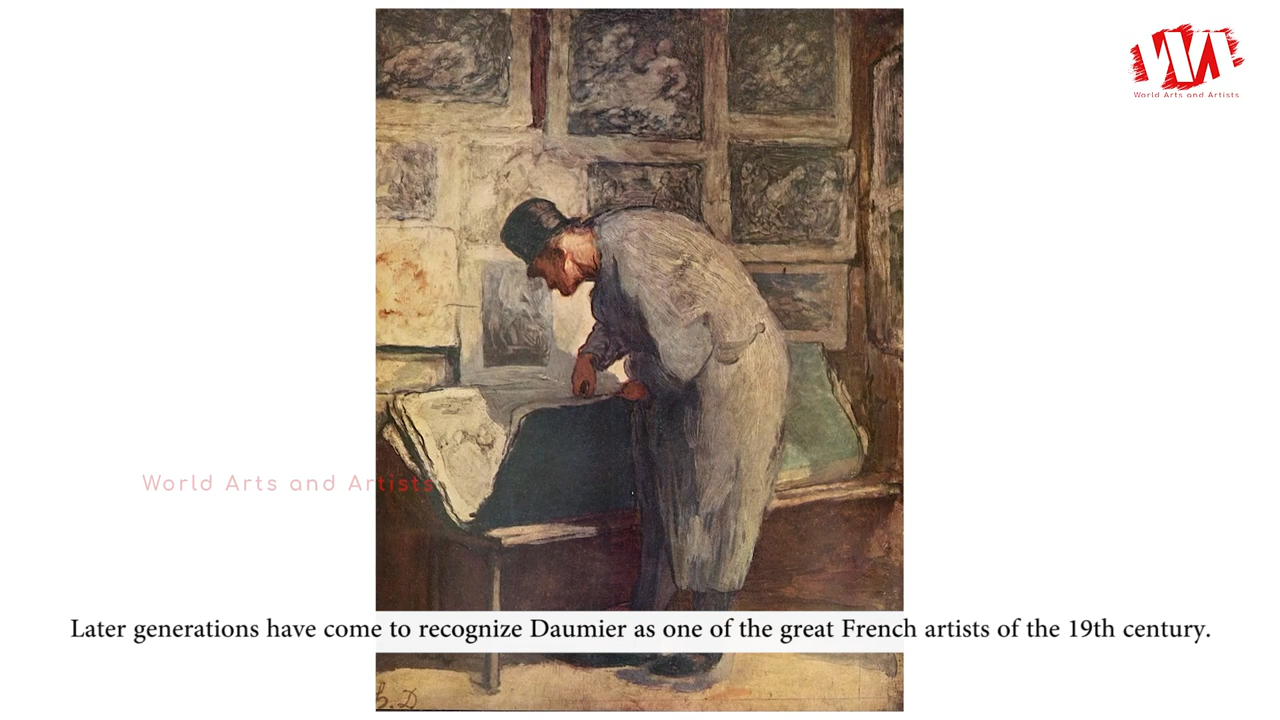 World Arts and Artists
World Arts and Artists
Later generations have come to recognize Daumier as one of the great French artists of the 19th century.
h. D